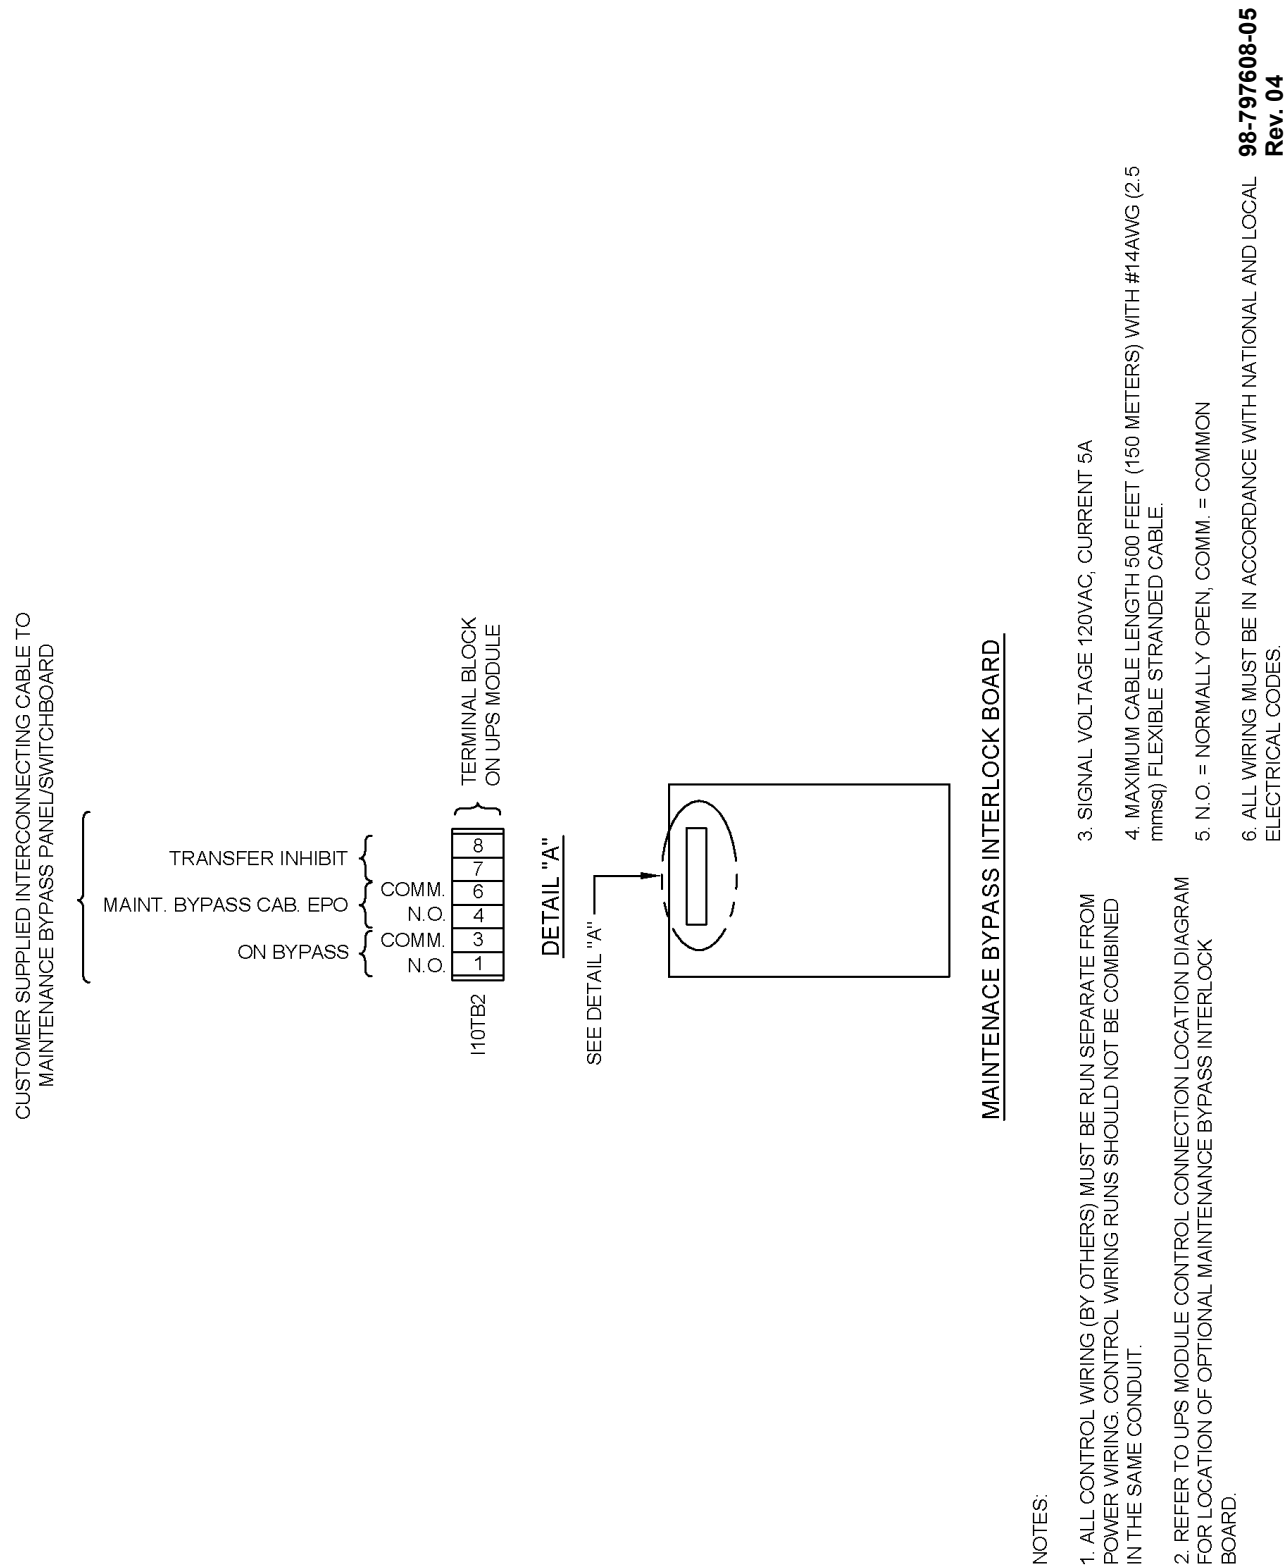 CUSTOMER SUPPLIED INTERCONNECTING CABLE TO
MAINTENANCE BYPASS PANEL/SWITCHBOARD
TRANSFER INHIBIT
MAINT. BYPASS CAB. EPO
ON BYPASS
COMM.
N.O.
COMM.
N.O.
8
7
6
4
3
1
I10TB2
TERMINAL BLOCK
ON UPS MODULE
DETAIL "A"
SEE DETAIL "A"
MAINTENACE BYPASS INTERLOCK BOARD
NOTES:
1. ALL CONTROL WIRING (BY OTHERS) MUST BE RUN SEPARATE FROM
POWER WIRING. CONTROL WIRING RUNS SHOULD NOT BE COMBINED
IN THE SAME CONDUIT.
2. REFER TO UPS MODULE CONTROL CONNECTION LOCATION DIAGRAM
FOR LOCATION OF OPTIONAL MAINTENANCE BYPASS INTERLOCK
BOARD.
3. SIGNAL VOLTAGE 120VAC, CURRENT 5A
4. MAXIMUM CABLE LENGTH 500 FEET (150 METERS) WITH #14AWG (2.5
mmsq) FLEXIBLE STRANDED CABLE.
5. N.O. = NORMALLY OPEN, COMM. = COMMON
6. ALL WIRING MUST BE IN ACCORDANCE WITH NATIONAL AND LOCAL
ELECTRICAL CODES.
98-797608-05
Rev. 04